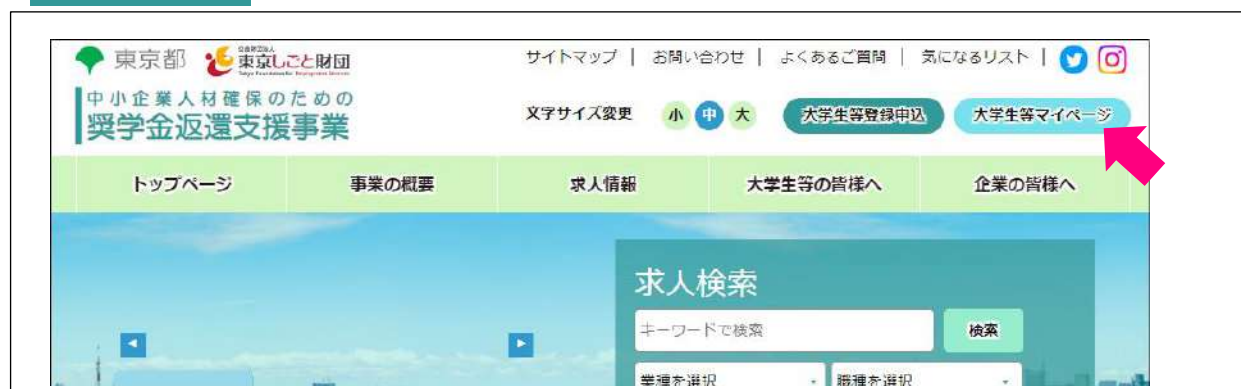 東京都 公益財団法人 東京しごと財団
サイトマップ | お問い合わせ | よくあるご質問 | 気になるリスト |
中小企業人材確保のための
奨学金返還支援事業
文字サイズ変更 小 中 大 大学生等登録申込 大学生等マイページ
トップページ 事業の概要 求人情報 大学生等の皆様へ 企業の皆様へ
求人検索
キーワードで検索 検索
業種を選択 職種を選択